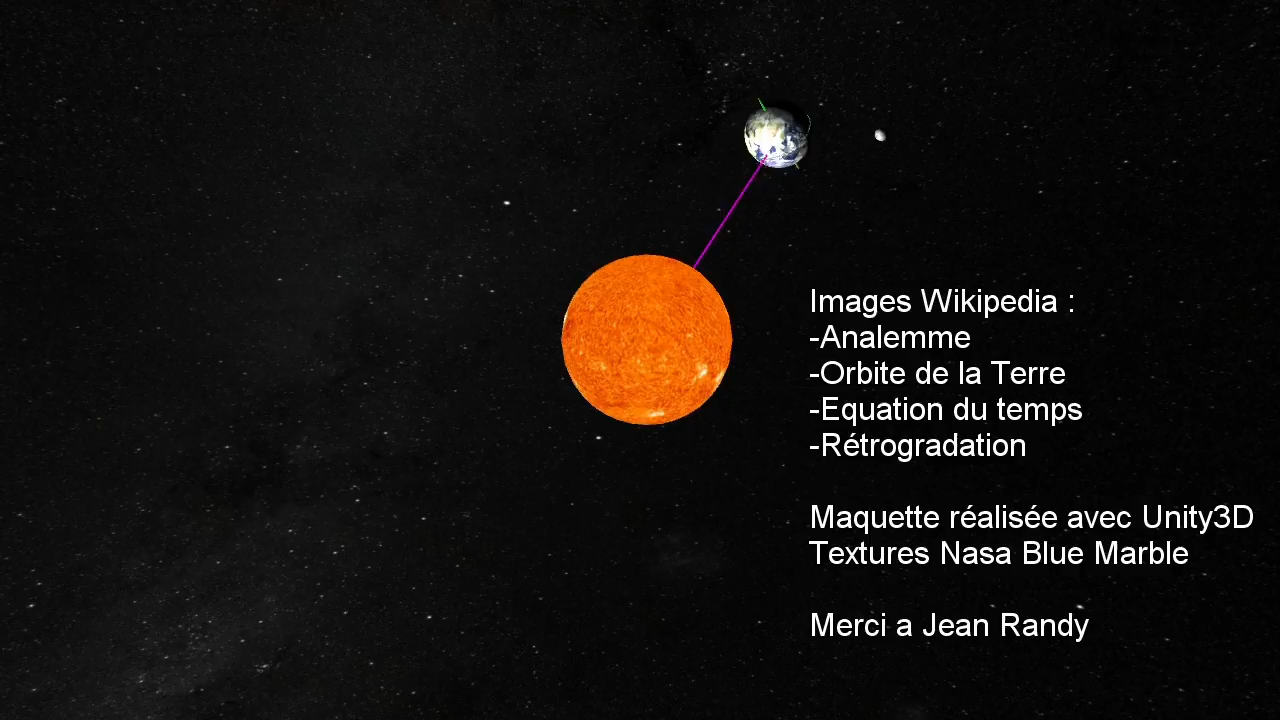 Images Wikipedia :
-Analemme
-Orbite de la Terre
-Equation du temps
-Rétrogradation
Maquette réalisée avec Unity3D
Textures Nasa Blue Marble
Merci a Jean Randy